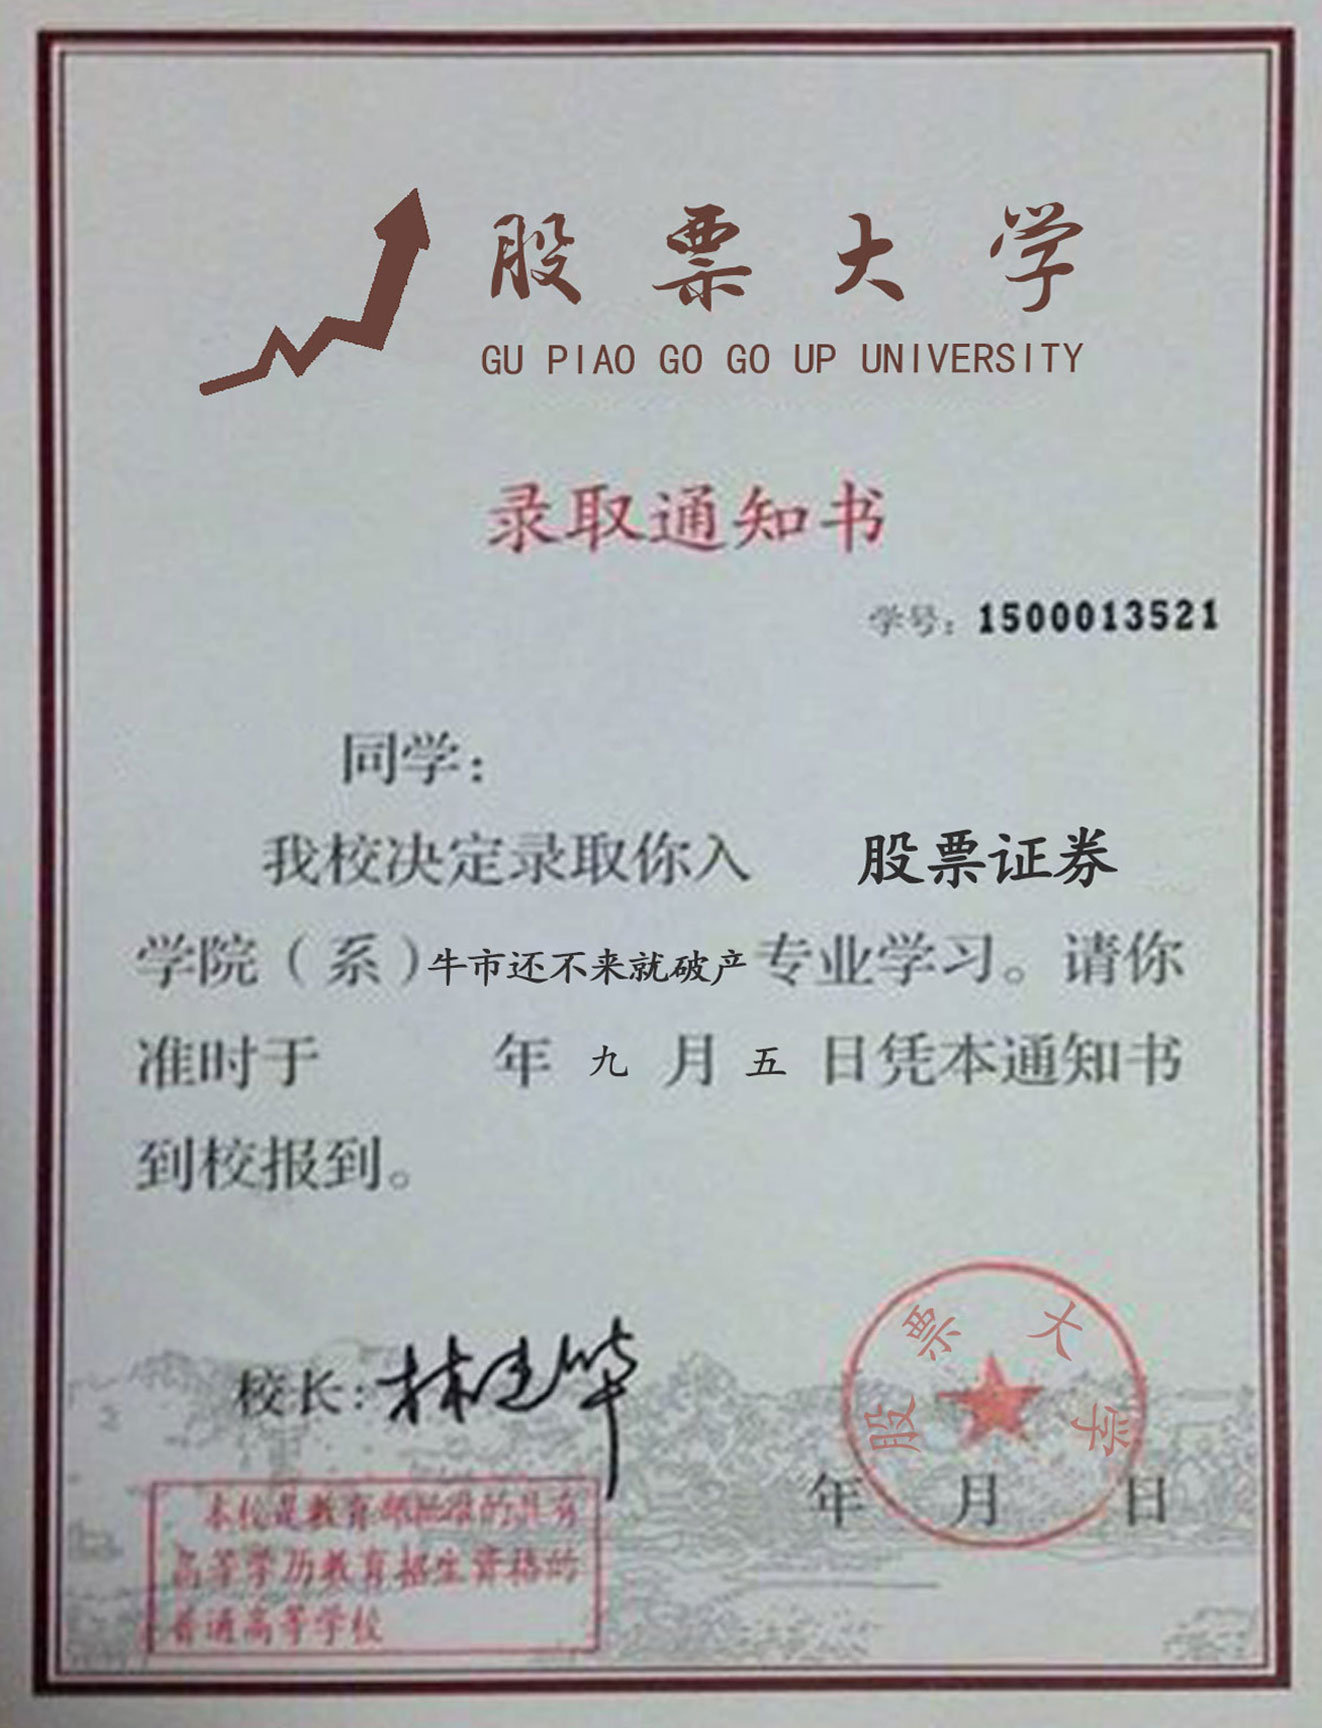 股票大学
GU PIAO GO GO UP UNIVERSITY
录取通知书
学号：1500013521
同学：
我校决定录取你入 股票证券
学院（系）牛市还不来就破产专业学习。请你
准时于 年 九 月 五 日凭本通知书
到校报到。
股票大学
校长：林建华
年 月 日
本校是教育部批准的具有
高等学历教育招生资格的
普通高等学校